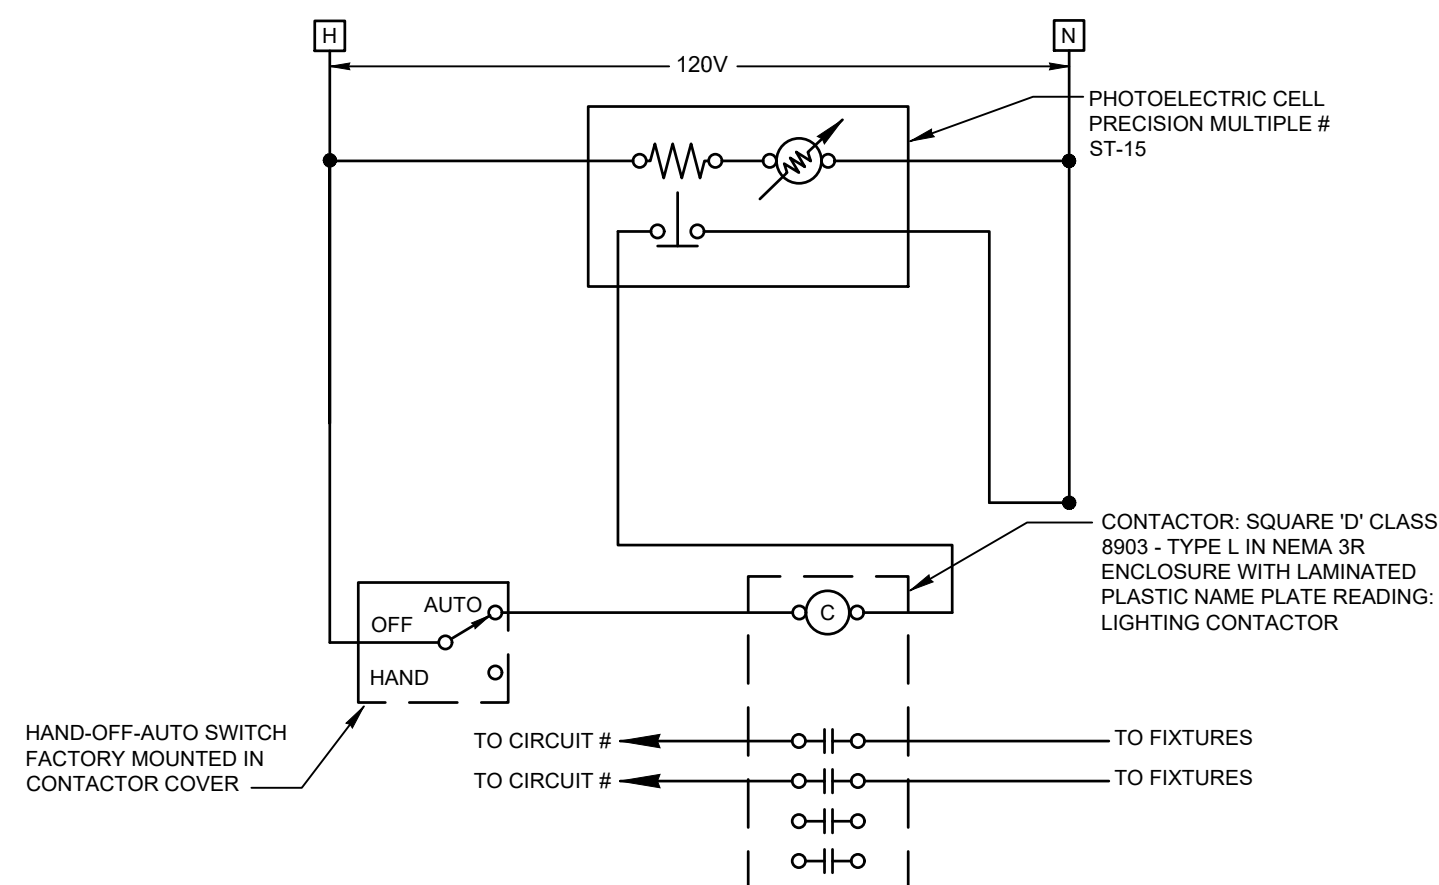 H
N
120V
PHOTOELECTRIC CELL
PRECISION MULTIPLE #
ST-15
CONTACTOR: SQUARE 'D' CLASS
8903 - TYPE L IN NEMA 3R
ENCLOSURE WITH LAMINATED
PLASTIC NAME PLATE READING:
LIGHTING CONTACTOR
AUTO
OFF
HAND
C
HAND-OFF-AUTO SWITCH
FACTORY MOUNTED IN
CONTACTOR COVER
TO CIRCUIT #
TO FIXTURES
TO CIRCUIT #
TO FIXTURES